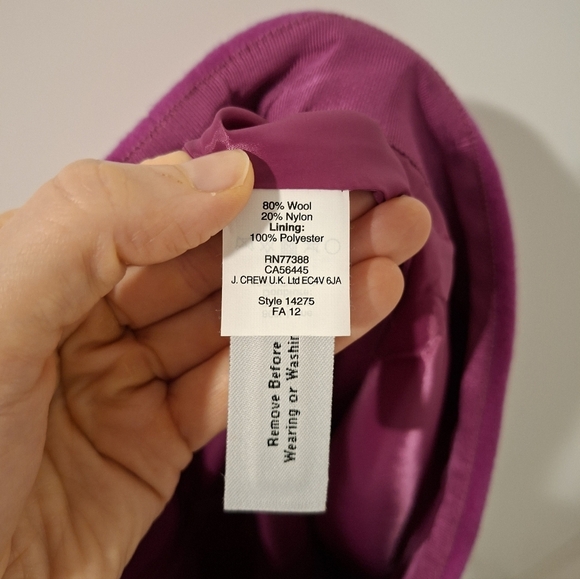 80% Wool
20% Nylon
Lining:
100% Polyester
RN77388
CA56445
J. CREW U.K. Ltd EC4V 6JA
Style 14275
FA 12
Remove Before
Wearing or Washin